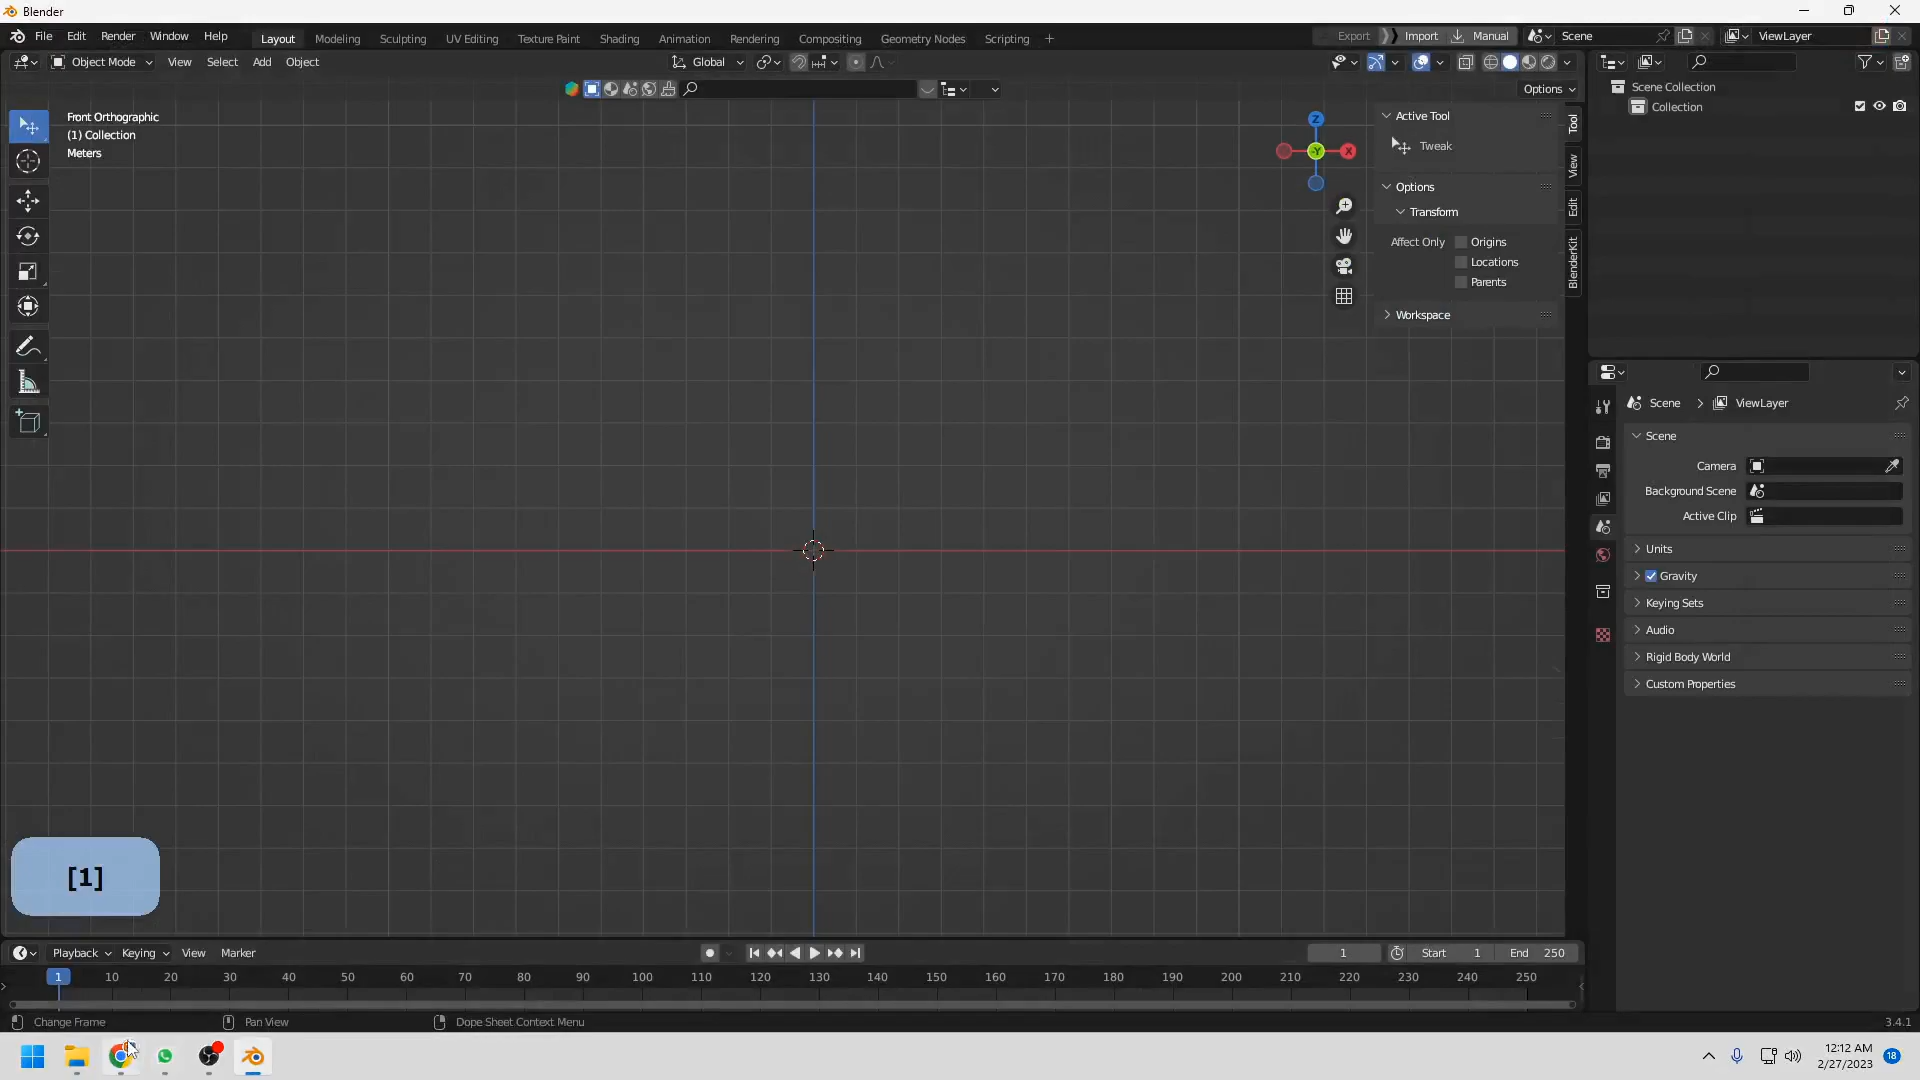 Blender
File Edit Render Window Help Layout Modeling Sculpting UV Editing Texture Paint Shading Animation Rendering Compositing Geometry Nodes Scripting + Export Import Manual Scene ViewLayer
Object Mode View Select Add Object Global
Options
Front Orthographic
(1) Collection
Meters
Z
Y
X
Active Tool
Tweak
Options
Transform
Affect Only Origins
Locations
Parents
Workspace
Tool
View
Edit
BlenderKit
Scene Collection
Collection
Scene > ViewLayer
Scene
Camera
Background Scene
Active Clip
Units
Gravity
Keying Sets
Audio
Rigid Body World
Custom Properties
[1]
Playback Keying View Marker 1 Start 1 End 250
1 10 20 30 40 50 60 70 80 90 100 110 120 130 140 150 160 170 180 190 200 210 220 230 240 250
Change Frame Pan View Dope Sheet Context Menu 3.4.1
12:12 AM
2/27/2023
18